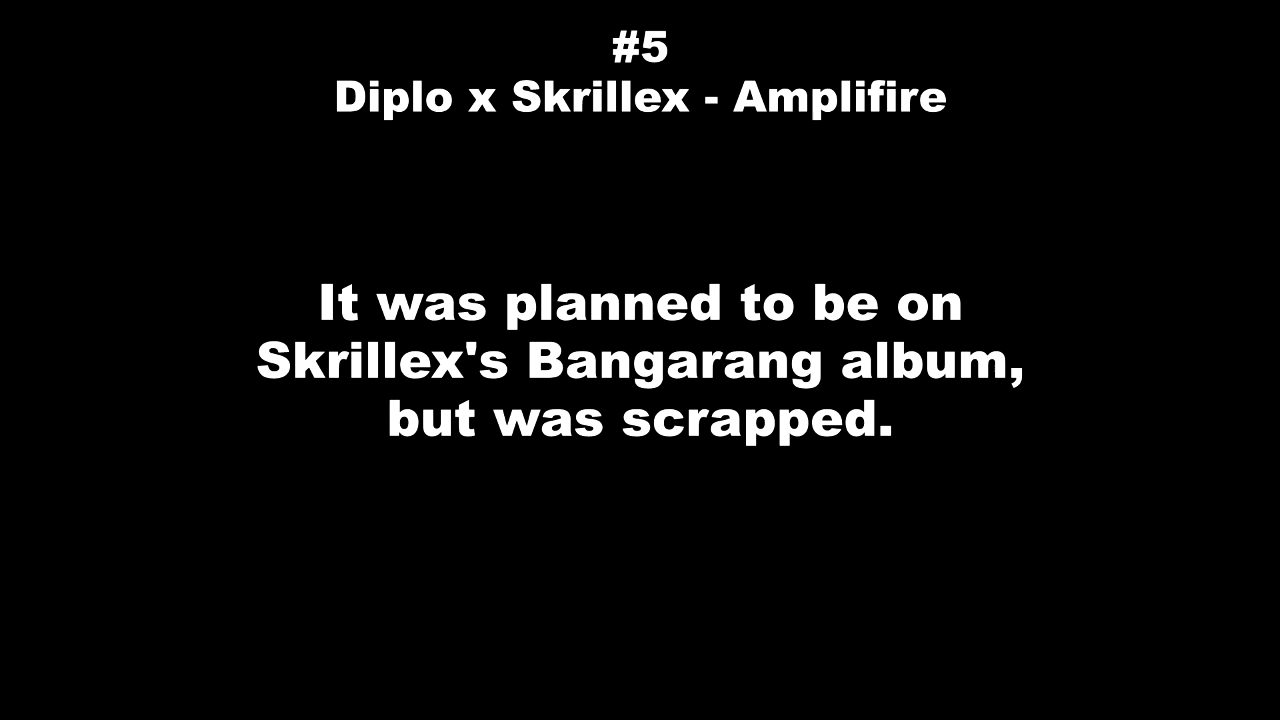 #5
Diplo x Skrillex - Amplifire
It was planned to be on
Skrillex's Bangarang album,
but was scrapped.